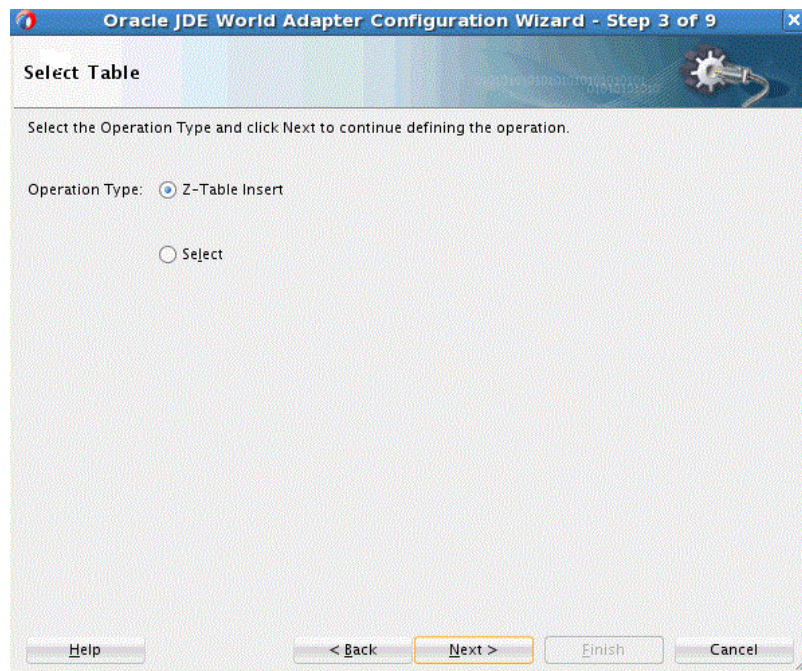 Oracle JDE World Adapter Configuration Wizard - Step 3 of 9
Select Table
Select the Operation Type and click Next to continue defining the operation.
Operation Type: Z-Table Insert
Select
Help < Back Next > Finish Cancel